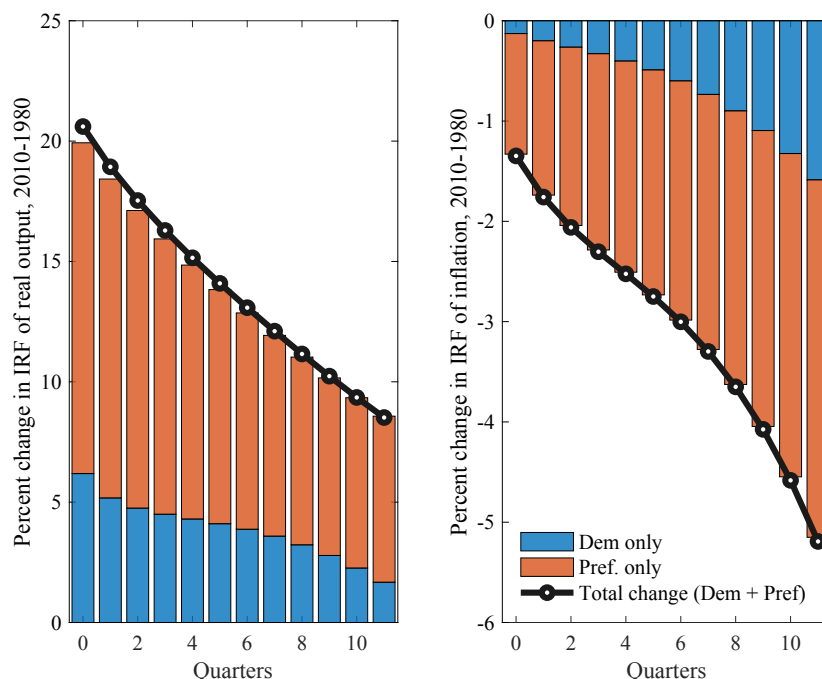 Percent change in IRF of real output, 2010-1980
25
20
15
10
5
0
0 2 4 6 8 10
Quarters
Percent change in IRF of inflation, 2010-1980
0
-1
-2
-3
-4
-5
-6
Dem only
Pref. only
Total change (Dem + Pref)
0 2 4 6 8 10
Quarters